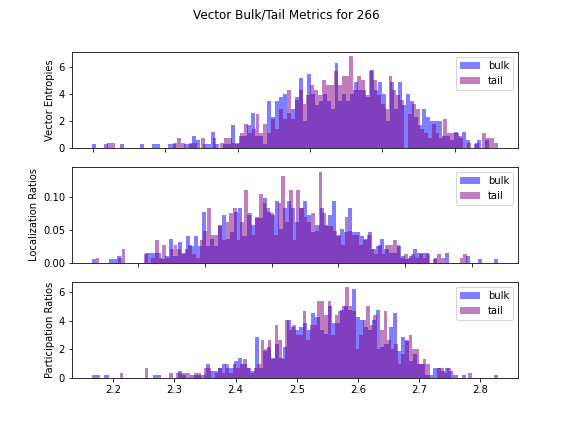 Vector Bulk/Tail Metrics for 266
Vector Entropies
6
4
2
0
bulk
tail
Localization Ratios
0.10
0.05
0.00
bulk
tail
Participation Ratios
6
4
2
0
bulk
tail
2.2 2.3 2.4 2.5 2.6 2.7 2.8